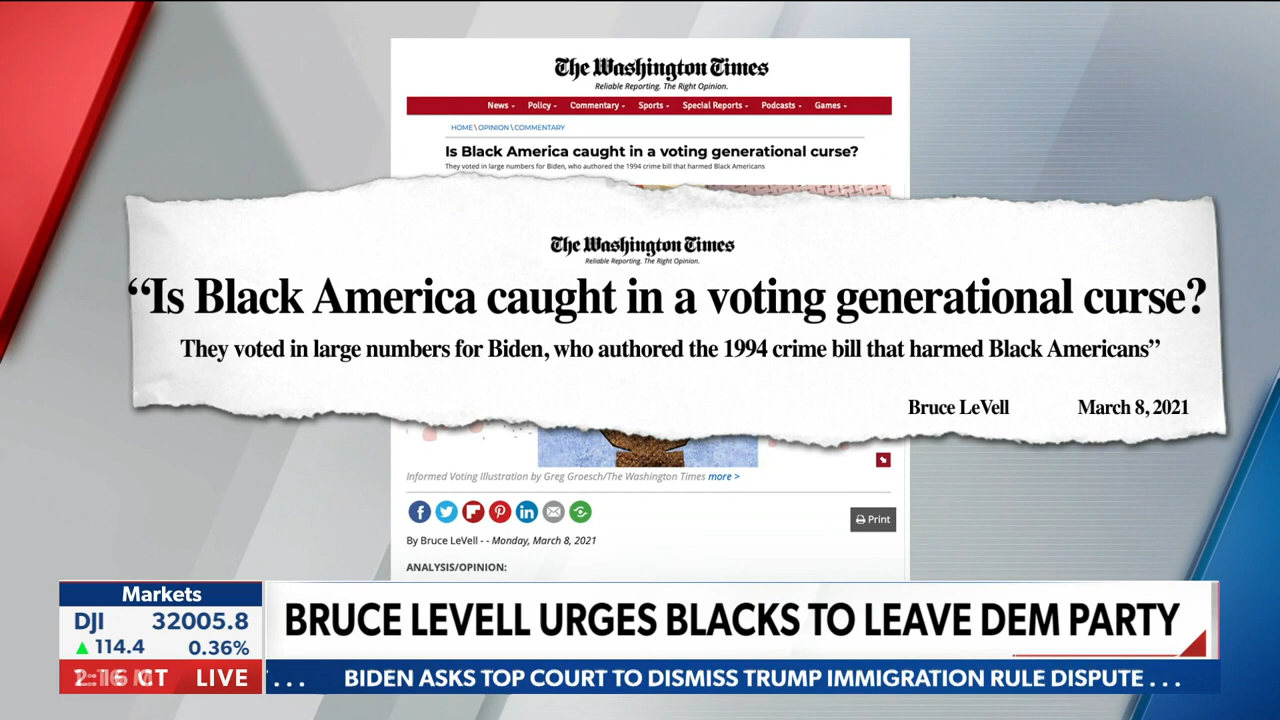 The Washington Times
Reliable Reporting. The Right Opinion.
News Policy Commentary Sports Special Reports Podcasts Games
HOME \ OPINION \ COMMENTARY
Is Black America caught in a voting generational curse?
They voted in large numbers for Biden, who authored the 1994 crime bill that harmed Black Americans
The Washington Times
Reliable Reporting. The Right Opinion.
“Is Black America caught in a voting generational curse?
They voted in large numbers for Biden, who authored the 1994 crime bill that harmed Black Americans”
Bruce LeVell March 8, 2021
Informed Voting Illustration by Greg Groesch/The Washington Times more >
Print
By Bruce LeVell - - Monday, March 8, 2021
ANALYSIS/OPINION:
Markets
DJI 32005.8
▲ 114.4 0.36%
BRUCE LEVELL URGES BLACKS TO LEAVE DEM PARTY
CT LIVE
. . . BIDEN ASKS TOP COURT TO DISMISS TRUMP IMMIGRATION RULE DISPUTE . . .